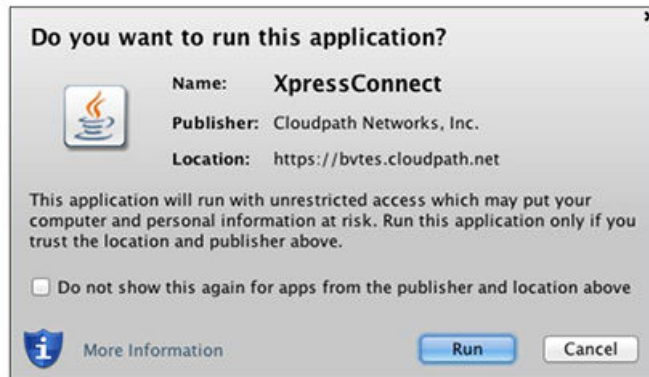 Do you want to run this application?
Name: XpressConnect
Publisher: Cloudpath Networks, Inc.
Location: https://bvtes.cloudpath.net
This application will run with unrestricted access which may put your
computer and personal information at risk. Run this application only if you
trust the location and publisher above.
Do not show this again for apps from the publisher and location above
More Information Run Cancel